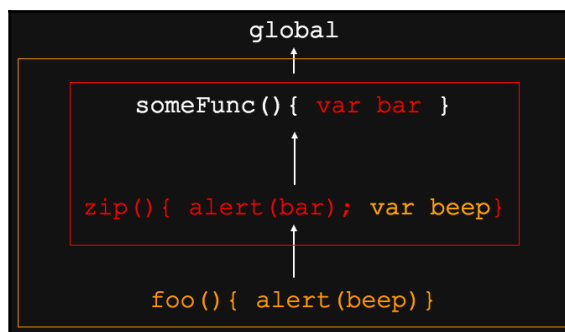 global
someFunc(){ var bar }
zip(){ alert(bar); var beep}
foo(){ alert(beep)}